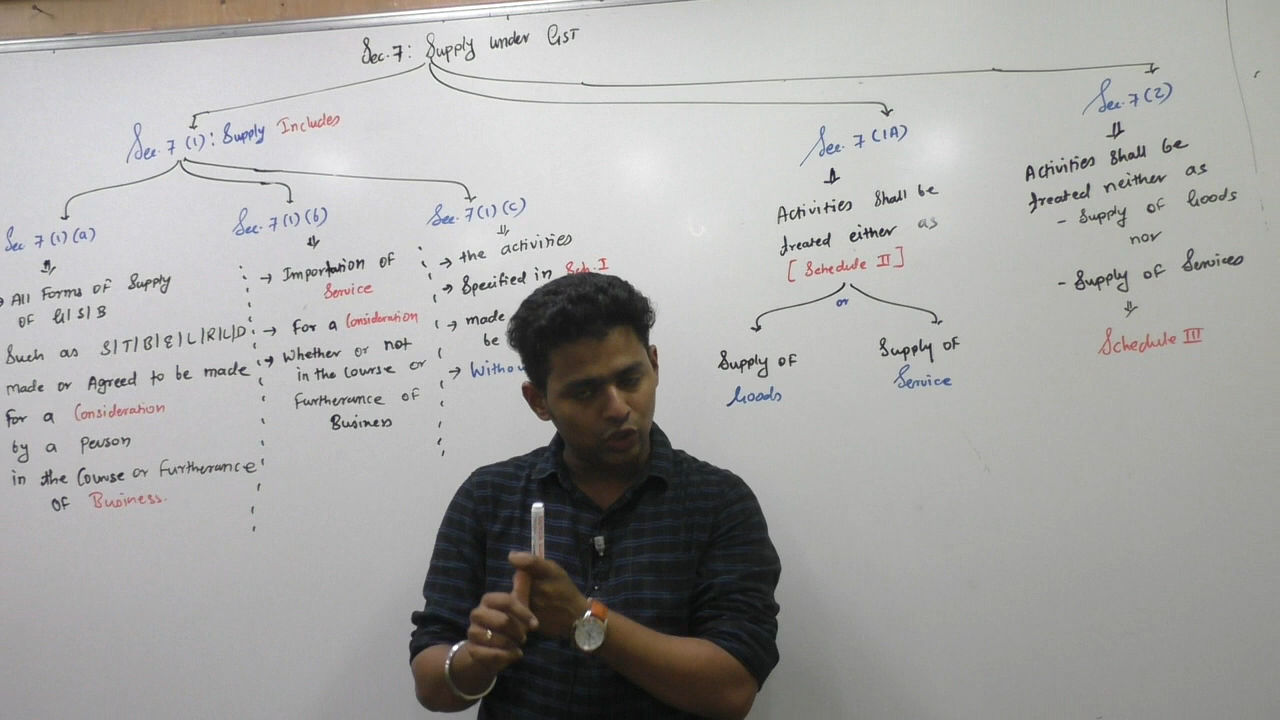 Sec.7: Supply under GST
Sec. 7 (1): Supply Includes
Sec. 7 (1) (a)
All Forms of Supply
of G/S/B
Such as S/T/B/E/L/R/L/D
made or Agreed to be made
For a Consideration
by a Person
in the Course or Furtherance
of Business.
Sec. 7 (1) (b)
→ Importation of
Service
→ For a Consideration
→ Whether or not
in the Course or
Furtherance of
Business
Sec. 7 (1) (c)
→ the activities
→ Specified in Sch. I
→ made
be
→
Sec. 7 (1A)
Activities Shall be
treated either as
[Schedule II]
or
Supply of
Goods
Supply of
Service
Sec. 7 (2)
Activities Shall be
treated neither as
- Supply of Goods
nor
- Supply of Services
Schedule III